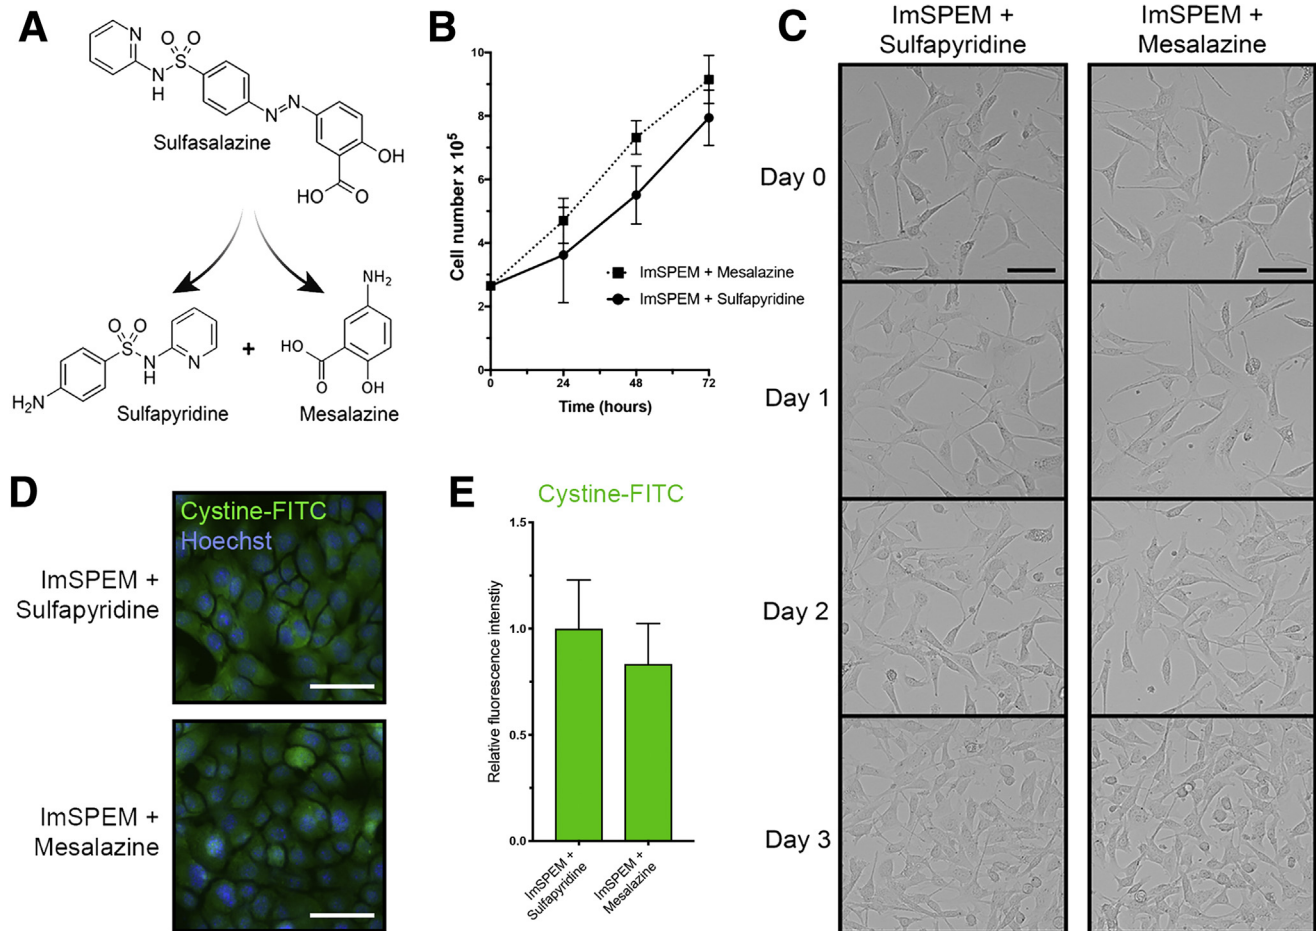 A
N
O
O
S
N
H
N
N
OH
HO
O
Sulfasalazine
O
O
S
N
H
N
H₂N
Sulfapyridine
+
NH₂
HO
O
OH
Mesalazine
B
Cell number x 10⁵
10
8
6
4
2
0
0
24
48
72
Time (hours)
ImSPEM + Mesalazine
ImSPEM + Sulfapyridine
C
ImSPEM +
Sulfapyridine
ImSPEM +
Mesalazine
Day 0
Day 1
Day 2
Day 3
D
Cystine-FITC
Hoechst
ImSPEM +
Sulfapyridine
ImSPEM +
Mesalazine
E
Cystine-FITC
Relative fluorescence intenstiy
1.5
1.0
0.5
0.0
ImSPEM +
Sulfapyridine
ImSPEM +
Mesalazine